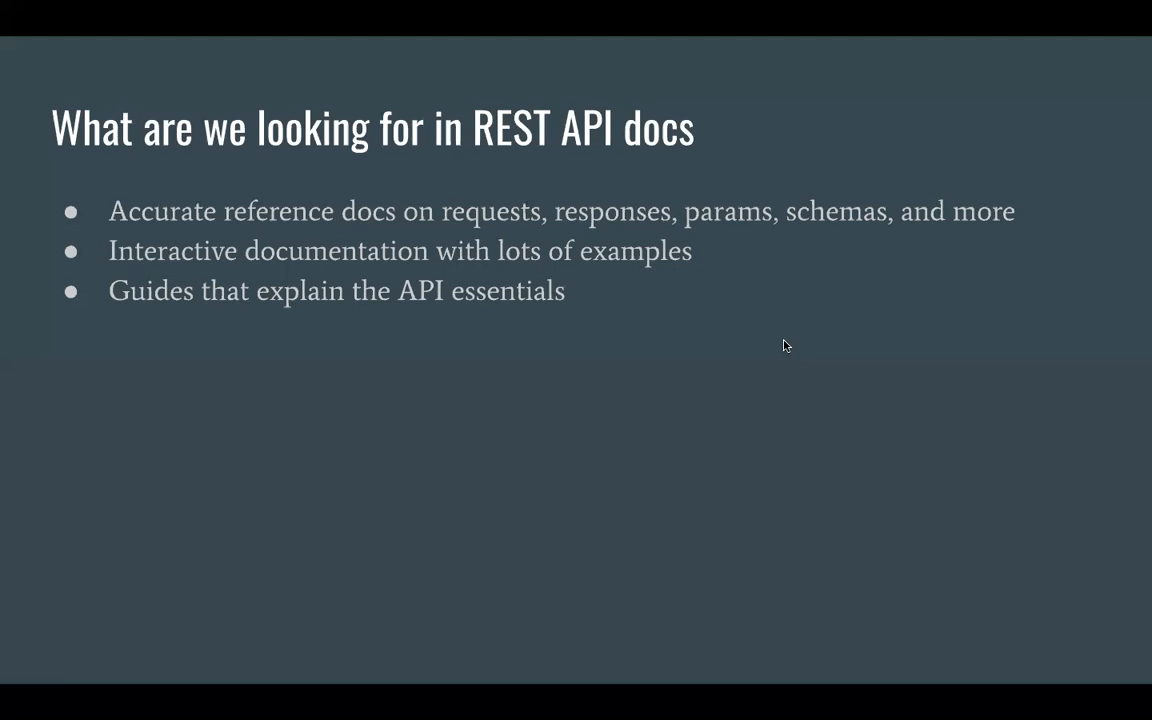 What are we looking for in REST API docs
● Accurate reference docs on requests, responses, params, schemas, and more
● Interactive documentation with lots of examples
● Guides that explain the API essentials